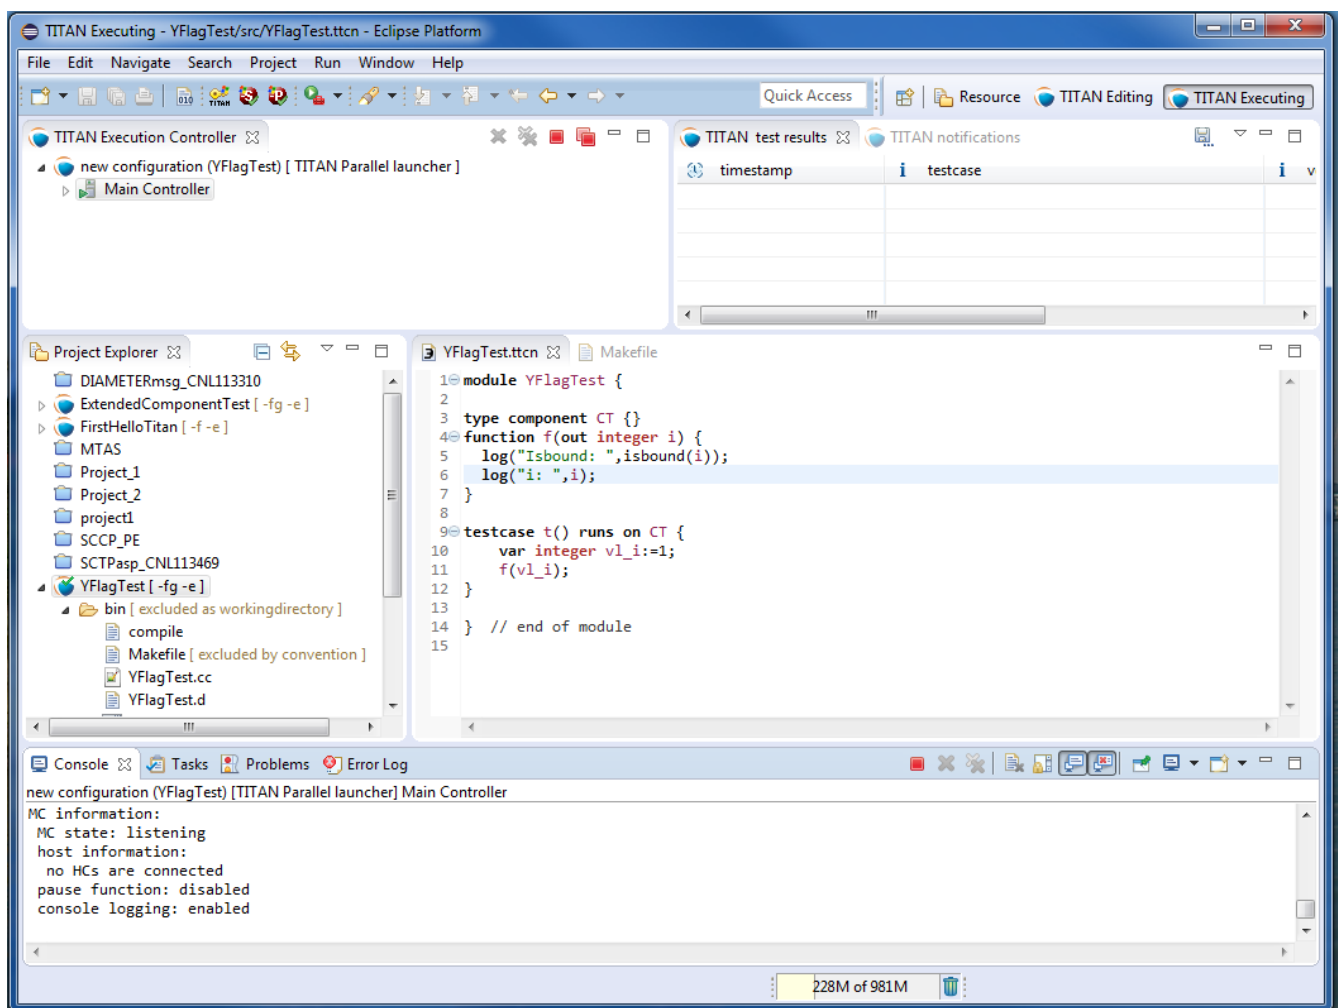 TITAN Executing - YFlagTest/src/YFlagTest.ttcn - Eclipse Platform
File Edit Navigate Search Project Run Window Help
Quick Access Resource TITAN Editing TITAN Executing
TITAN Execution Controller
new configuration (YFlagTest) [ TITAN Parallel launcher ]
Main Controller
TITAN test results TITAN notifications
timestamp i testcase i v
Project Explorer
DIAMETERmsg_CNL113310
ExtendedComponentTest [ -fg -e ]
FirstHelloTitan [ -f -e ]
MTAS
Project_1
Project_2
project1
SCCP_PE
SCTPasp_CNL113469
YFlagTest [ -fg -e ]
bin [ excluded as workingdirectory ]
compile
Makefile [ excluded by convention ]
YFlagTest.cc
YFlagTest.d
YFlagTest.ttcn Makefile
1 module YFlagTest {
2
3 type component CT {}
4 function f(out integer i) {
5 log("Isbound: ",isbound(i));
6 log("i: ",i);
7 }
8
9 testcase t() runs on CT {
10 var integer vl_i:=1;
11 f(vl_i);
12 }
13
14 } // end of module
15
Console Tasks Problems Error Log
new configuration (YFlagTest) [TITAN Parallel launcher] Main Controller
MC information:
MC state: listening
host information:
no HCs are connected
pause function: disabled
console logging: enabled
228M of 981M